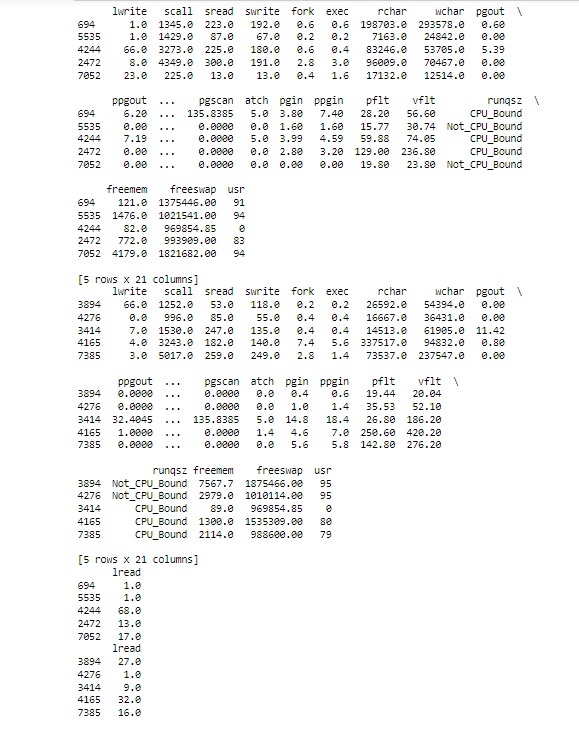 lwrite scall sread swrite fork exec rchar wchar pgout \
694 1.0 1345.0 223.0 192.0 0.6 0.6 198703.0 293578.0 0.60
5535 1.0 1429.0 87.0 67.0 0.2 0.2 7163.0 24842.0 0.00
4244 66.0 3273.0 225.0 180.0 0.6 0.4 83246.0 53705.0 5.39
2472 8.0 4349.0 300.0 191.0 2.8 3.0 96009.0 70467.0 0.00
7052 23.0 225.0 13.0 13.0 0.4 1.6 17132.0 12514.0 0.00
ppgout ... pgscan atch pgin ppgin pflt vflt runqsz \
694 6.20 ... 135.8385 5.0 3.80 7.40 28.20 56.60 CPU_Bound
5535 0.00 ... 0.0000 0.0 1.60 1.60 15.77 30.74 Not_CPU_Bound
4244 7.19 ... 0.0000 5.0 3.99 4.59 59.88 74.05 CPU_Bound
2472 0.00 ... 0.0000 0.0 2.80 3.20 129.00 236.80 CPU_Bound
7052 0.00 ... 0.0000 0.0 0.00 0.00 19.80 23.80 Not_CPU_Bound
freemem freeswap usr
694 121.0 1375446.00 91
5535 1476.0 1021541.00 94
4244 82.0 969854.85 0
2472 772.0 993909.00 83
7052 4179.0 1821682.00 94
[5 rows x 21 columns]
lwrite scall sread swrite fork exec rchar wchar pgout \
3894 66.0 1252.0 53.0 118.0 0.2 0.2 26592.0 54394.0 0.00
4276 0.0 996.0 85.0 55.0 0.4 0.4 16667.0 36431.0 0.00
3414 7.0 1530.0 247.0 135.0 0.4 0.4 14513.0 61905.0 11.42
4165 4.0 3243.0 182.0 140.0 7.4 5.6 337517.0 94832.0 0.80
7385 3.0 5017.0 259.0 249.0 2.8 1.4 73537.0 237547.0 0.00
ppgout ... pgscan atch pgin ppgin pflt vflt \
3894 0.0000 ... 0.0000 0.0 0.4 0.6 19.44 20.04
4276 0.0000 ... 0.0000 0.0 1.0 1.4 35.53 52.10
3414 32.4045 ... 135.8385 5.0 14.8 18.4 26.80 186.20
4165 1.0000 ... 0.0000 1.4 4.6 7.0 250.60 420.20
7385 0.0000 ... 0.0000 0.0 5.6 5.8 142.80 276.20
runqsz freemem freeswap usr
3894 Not_CPU_Bound 7567.7 1875466.00 95
4276 Not_CPU_Bound 2979.0 1010114.00 95
3414 CPU_Bound 89.0 969854.85 0
4165 CPU_Bound 1300.0 1535309.00 80
7385 CPU_Bound 2114.0 988600.00 79
[5 rows x 21 columns]
lread
694 1.0
5535 1.0
4244 68.0
2472 13.0
7052 17.0
lread
3894 27.0
4276 1.0
3414 9.0
4165 32.0
7385 16.0